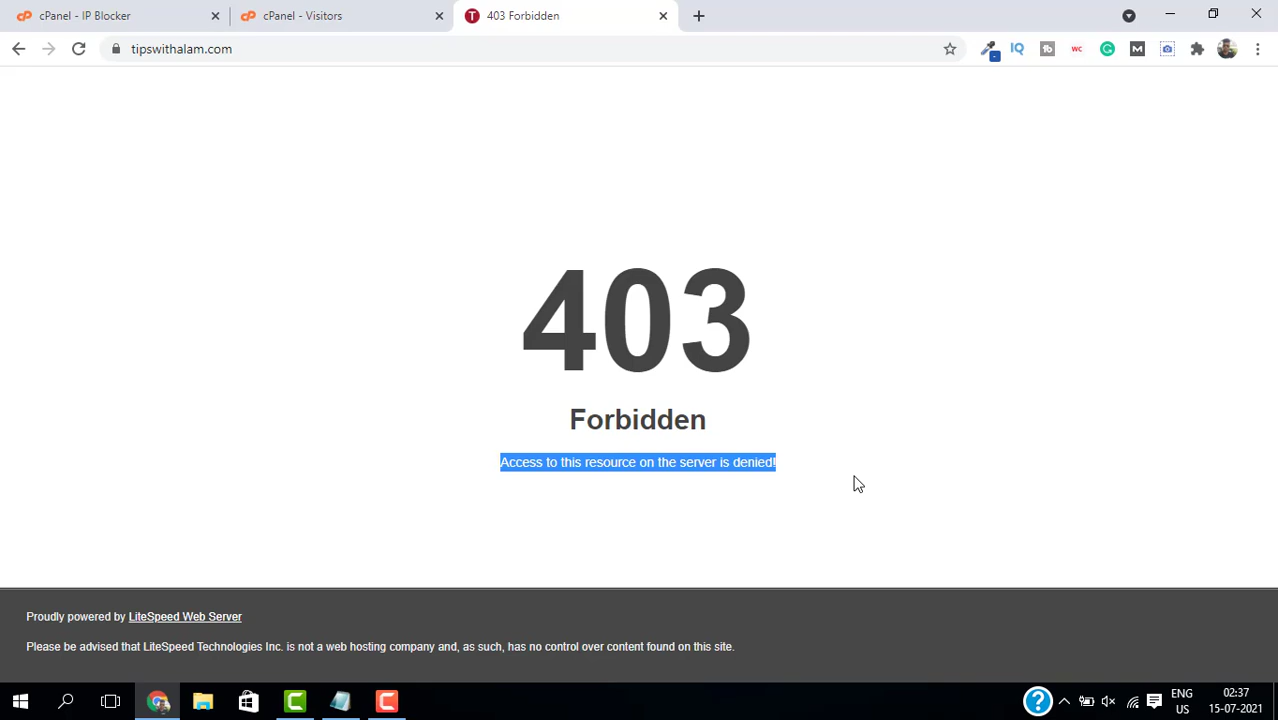 cPanel - IP Blocker
cPanel - Visitors
403 Forbidden
tipswithalam.com
403
Forbidden
Access to this resource on the server is denied!
Proudly powered by LiteSpeed Web Server
Please be advised that LiteSpeed Technologies Inc. is not a web hosting company and, as such, has no control over content found on this site.
ENG
US
02:37
15-07-2021